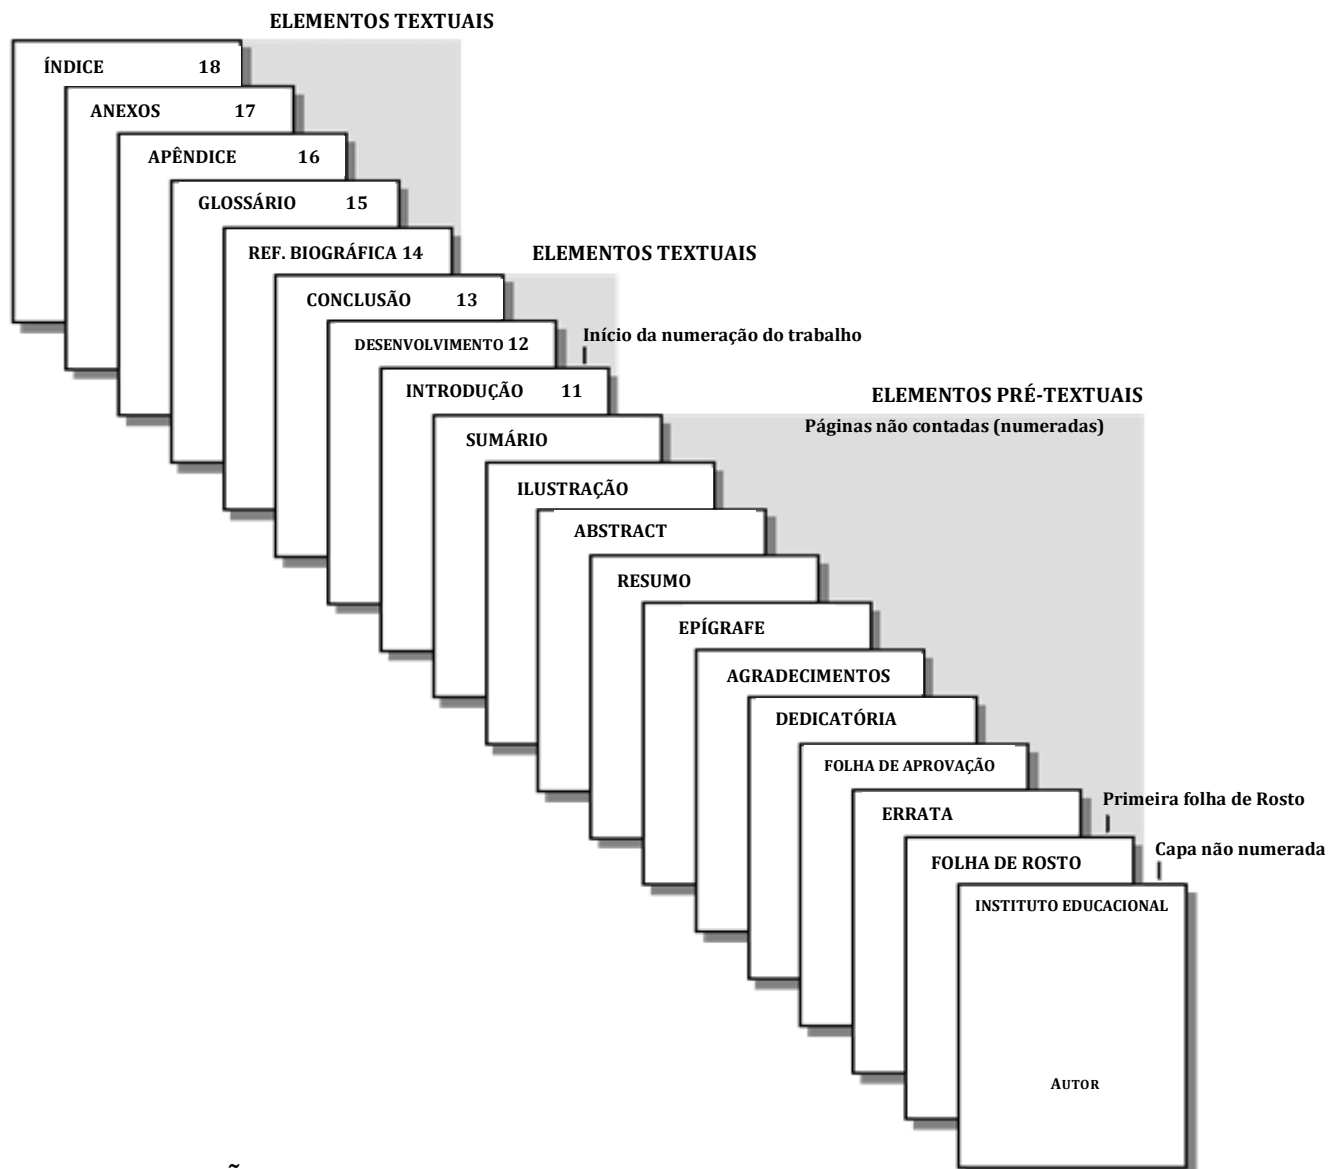 ELEMENTOS TEXTUAIS
ÍNDICE 18
ANEXOS 17
APÊNDICE 16
GLOSSÁRIO 15
REF. BIOGRÁFICA 14
ELEMENTOS TEXTUAIS
CONCLUSÃO 13
Início da numeração do trabalho
DESENVOLVIMENTO 12
INTRODUÇÃO 11
ELEMENTOS PRÉ-TEXTUAIS
Páginas não contadas (numeradas)
SUMÁRIO
ILUSTRAÇÃO
ABSTRACT
RESUMO
EPÍGRAFE
AGRADECIMENTOS
DEDICATÓRIA
FOLHA DE APROVAÇÃO
Primeira folha de Rosto
ERRATA
Capa não numerada
FOLHA DE ROSTO
INSTITUTO EDUCACIONAL
AUTOR